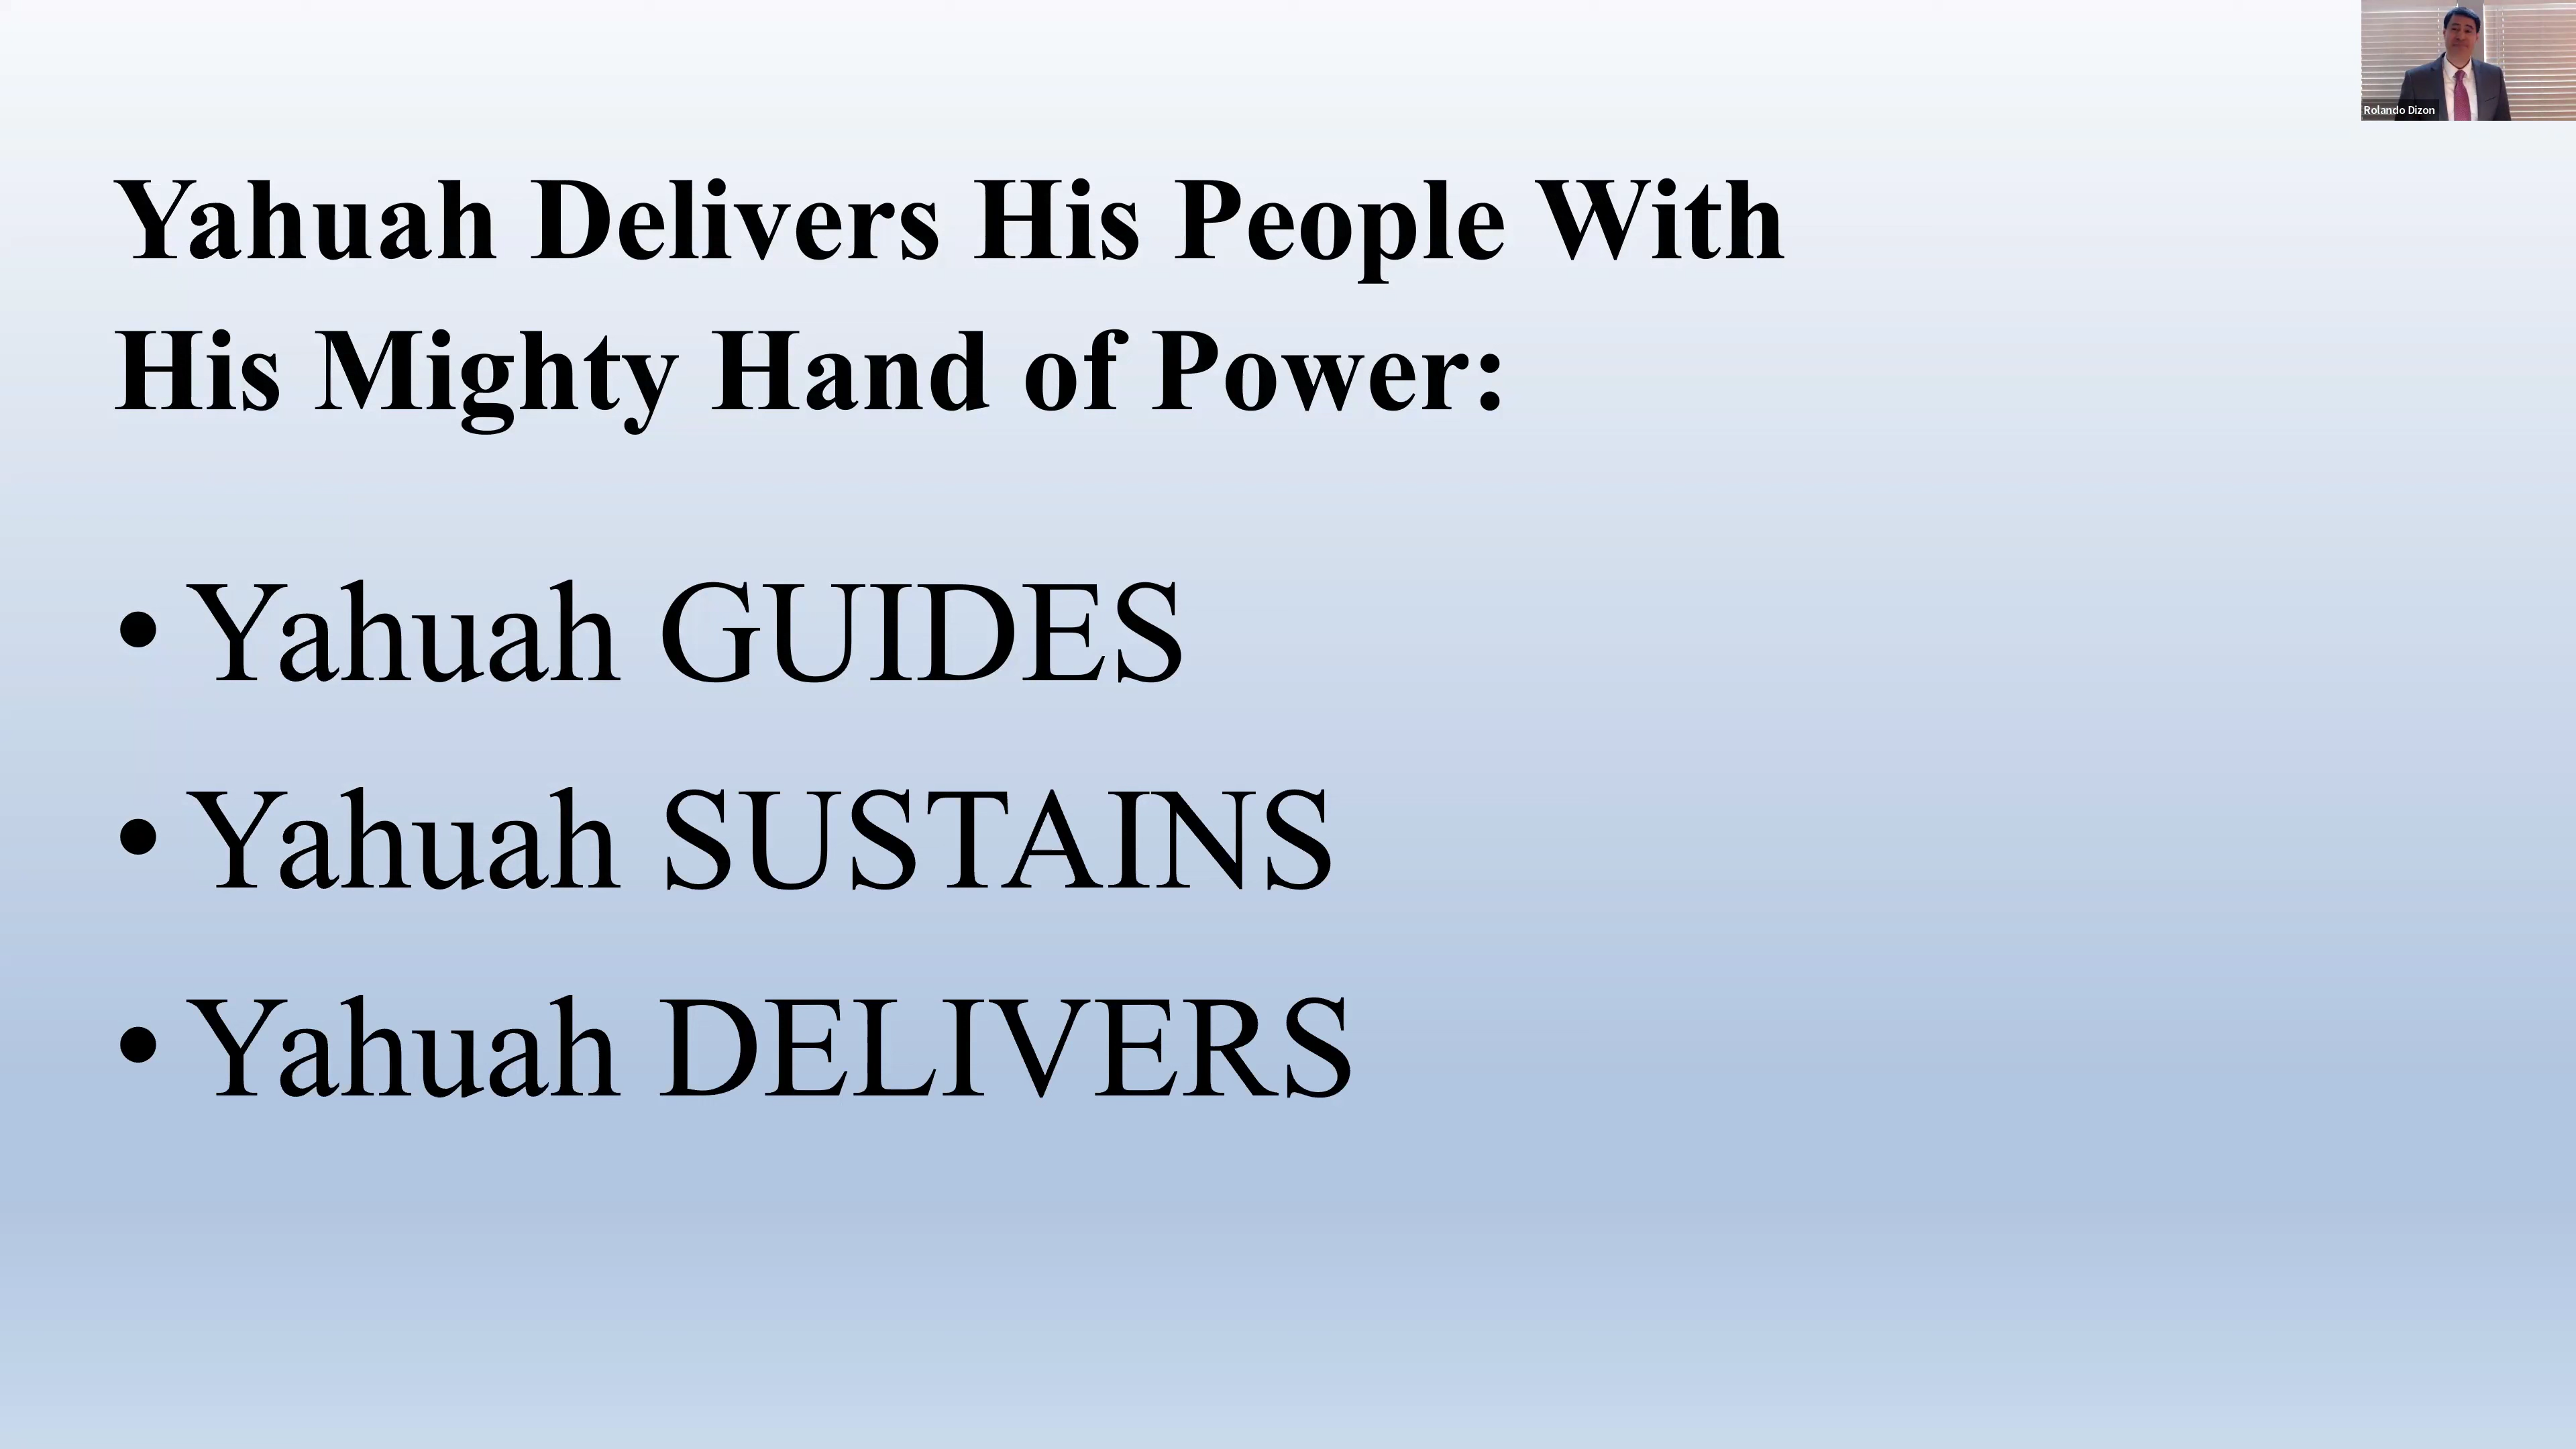 Rolando Dizon
Yahuah Delivers His People With
His Mighty Hand of Power:
• Yahuah GUIDES
• Yahuah SUSTAINS
• Yahuah DELIVERS